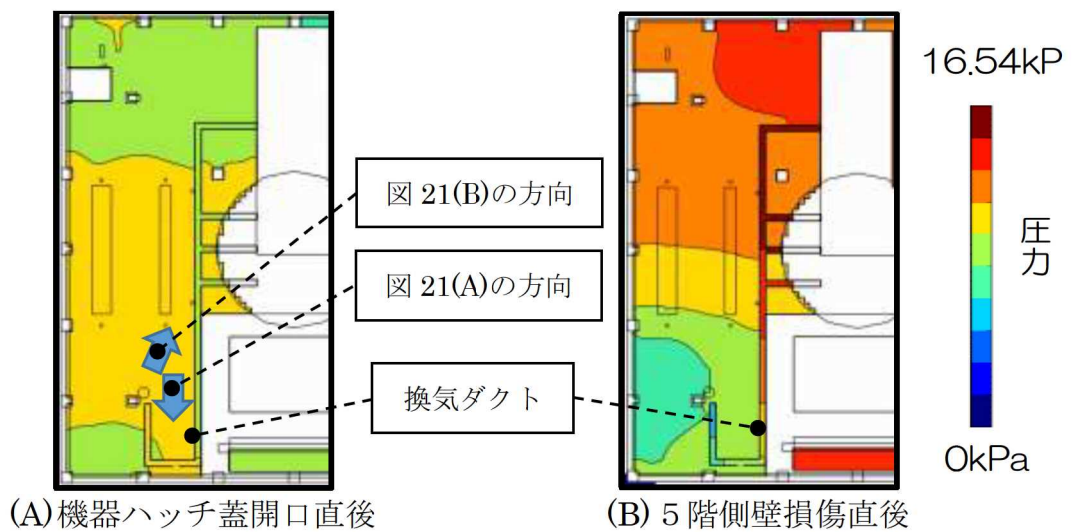 16.54kP
図 21(B)の方向
図 21(A)の方向
換気ダクト
圧力
0kPa
(A)機器ハッチ蓋開口直後
(B) 5 階側壁損傷直後